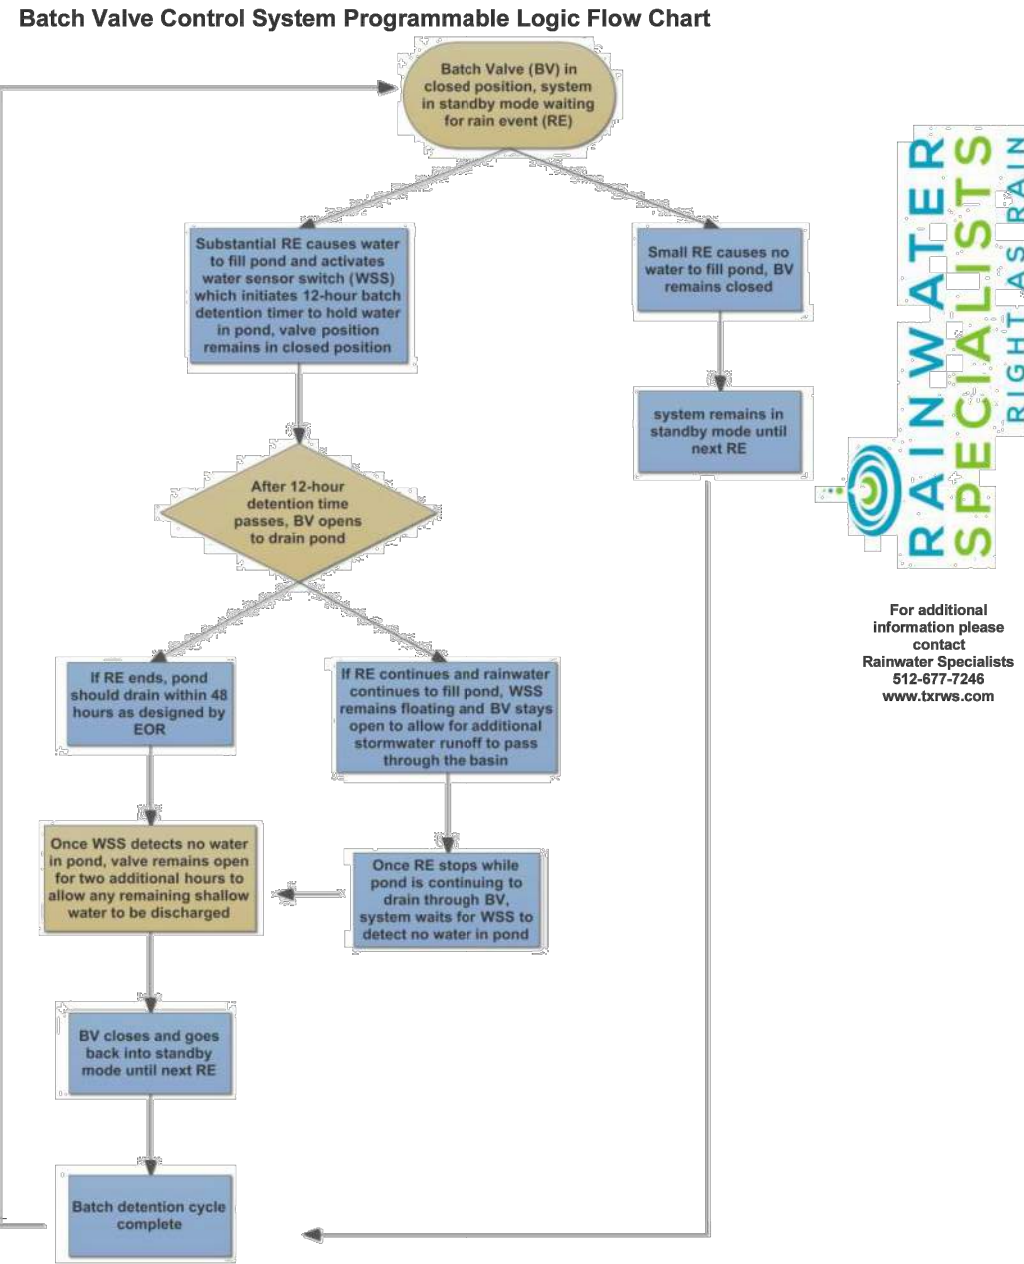 Batch Valve Control System Programmable Logic Flow Chart
Batch Valve (BV) in
closed position, system
in standby mode waiting
for rain event (RE)
Substantial RE causes water
to fill pond and activates
water sensor switch (WSS)
which initiates 12-hour batch
detention timer to hold water
in pond, valve position
remains in closed position
Small RE causes no
water to fill pond, BV
remains closed
system remains in
standby mode until
next RE
After 12-hour
detention time
passes, BV opens
to drain pond
If RE ends, pond
should drain within 48
hours as designed by
EOR
If RE continues and rainwater
continues to fill pond, WSS
remains floating and BV stays
open to allow for additional
stormwater runoff to pass
through the basin
Once WSS detects no water
in pond, valve remains open
for two additional hours to
allow any remaining shallow
water to be discharged
Once RE stops while
pond is continuing to
drain through BV,
system waits for WSS to
detect no water in pond
BV closes and goes
back into standby
mode until next RE
Batch detention cycle
complete
RAINWATER
SPECIALISTS
RIGHT AS RAIN
For additional
information please
contact
Rainwater Specialists
512-677-7246
www.txrws.com